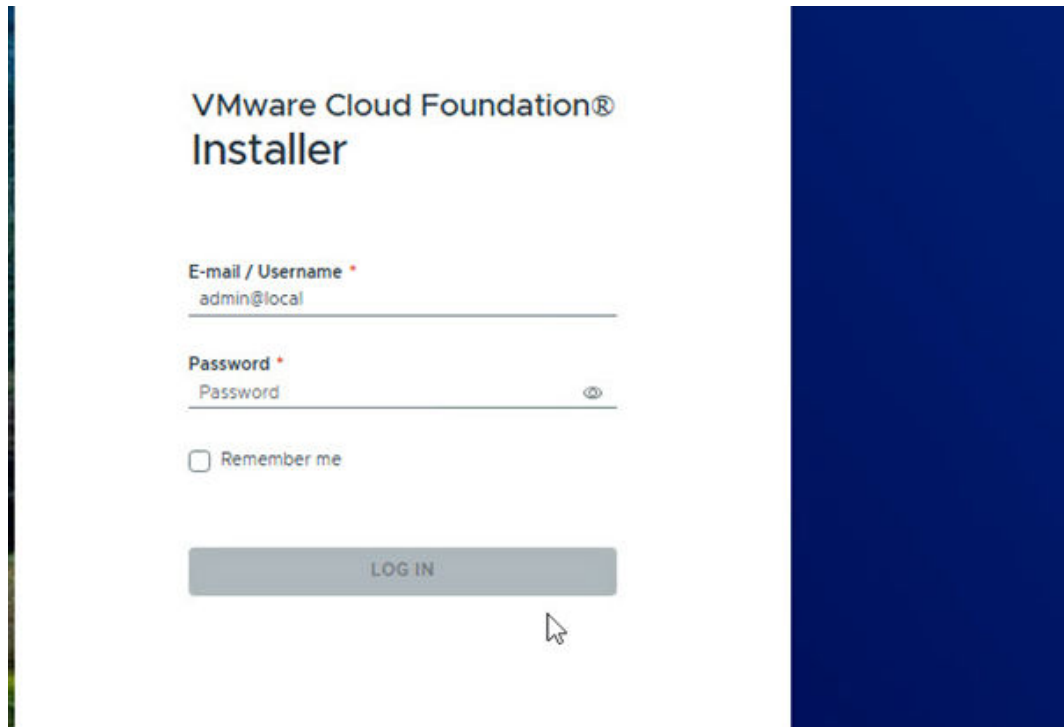 VMware Cloud Foundation®
Installer
E-mail / Username *
admin@local
Password *
Password
Remember me
LOG IN